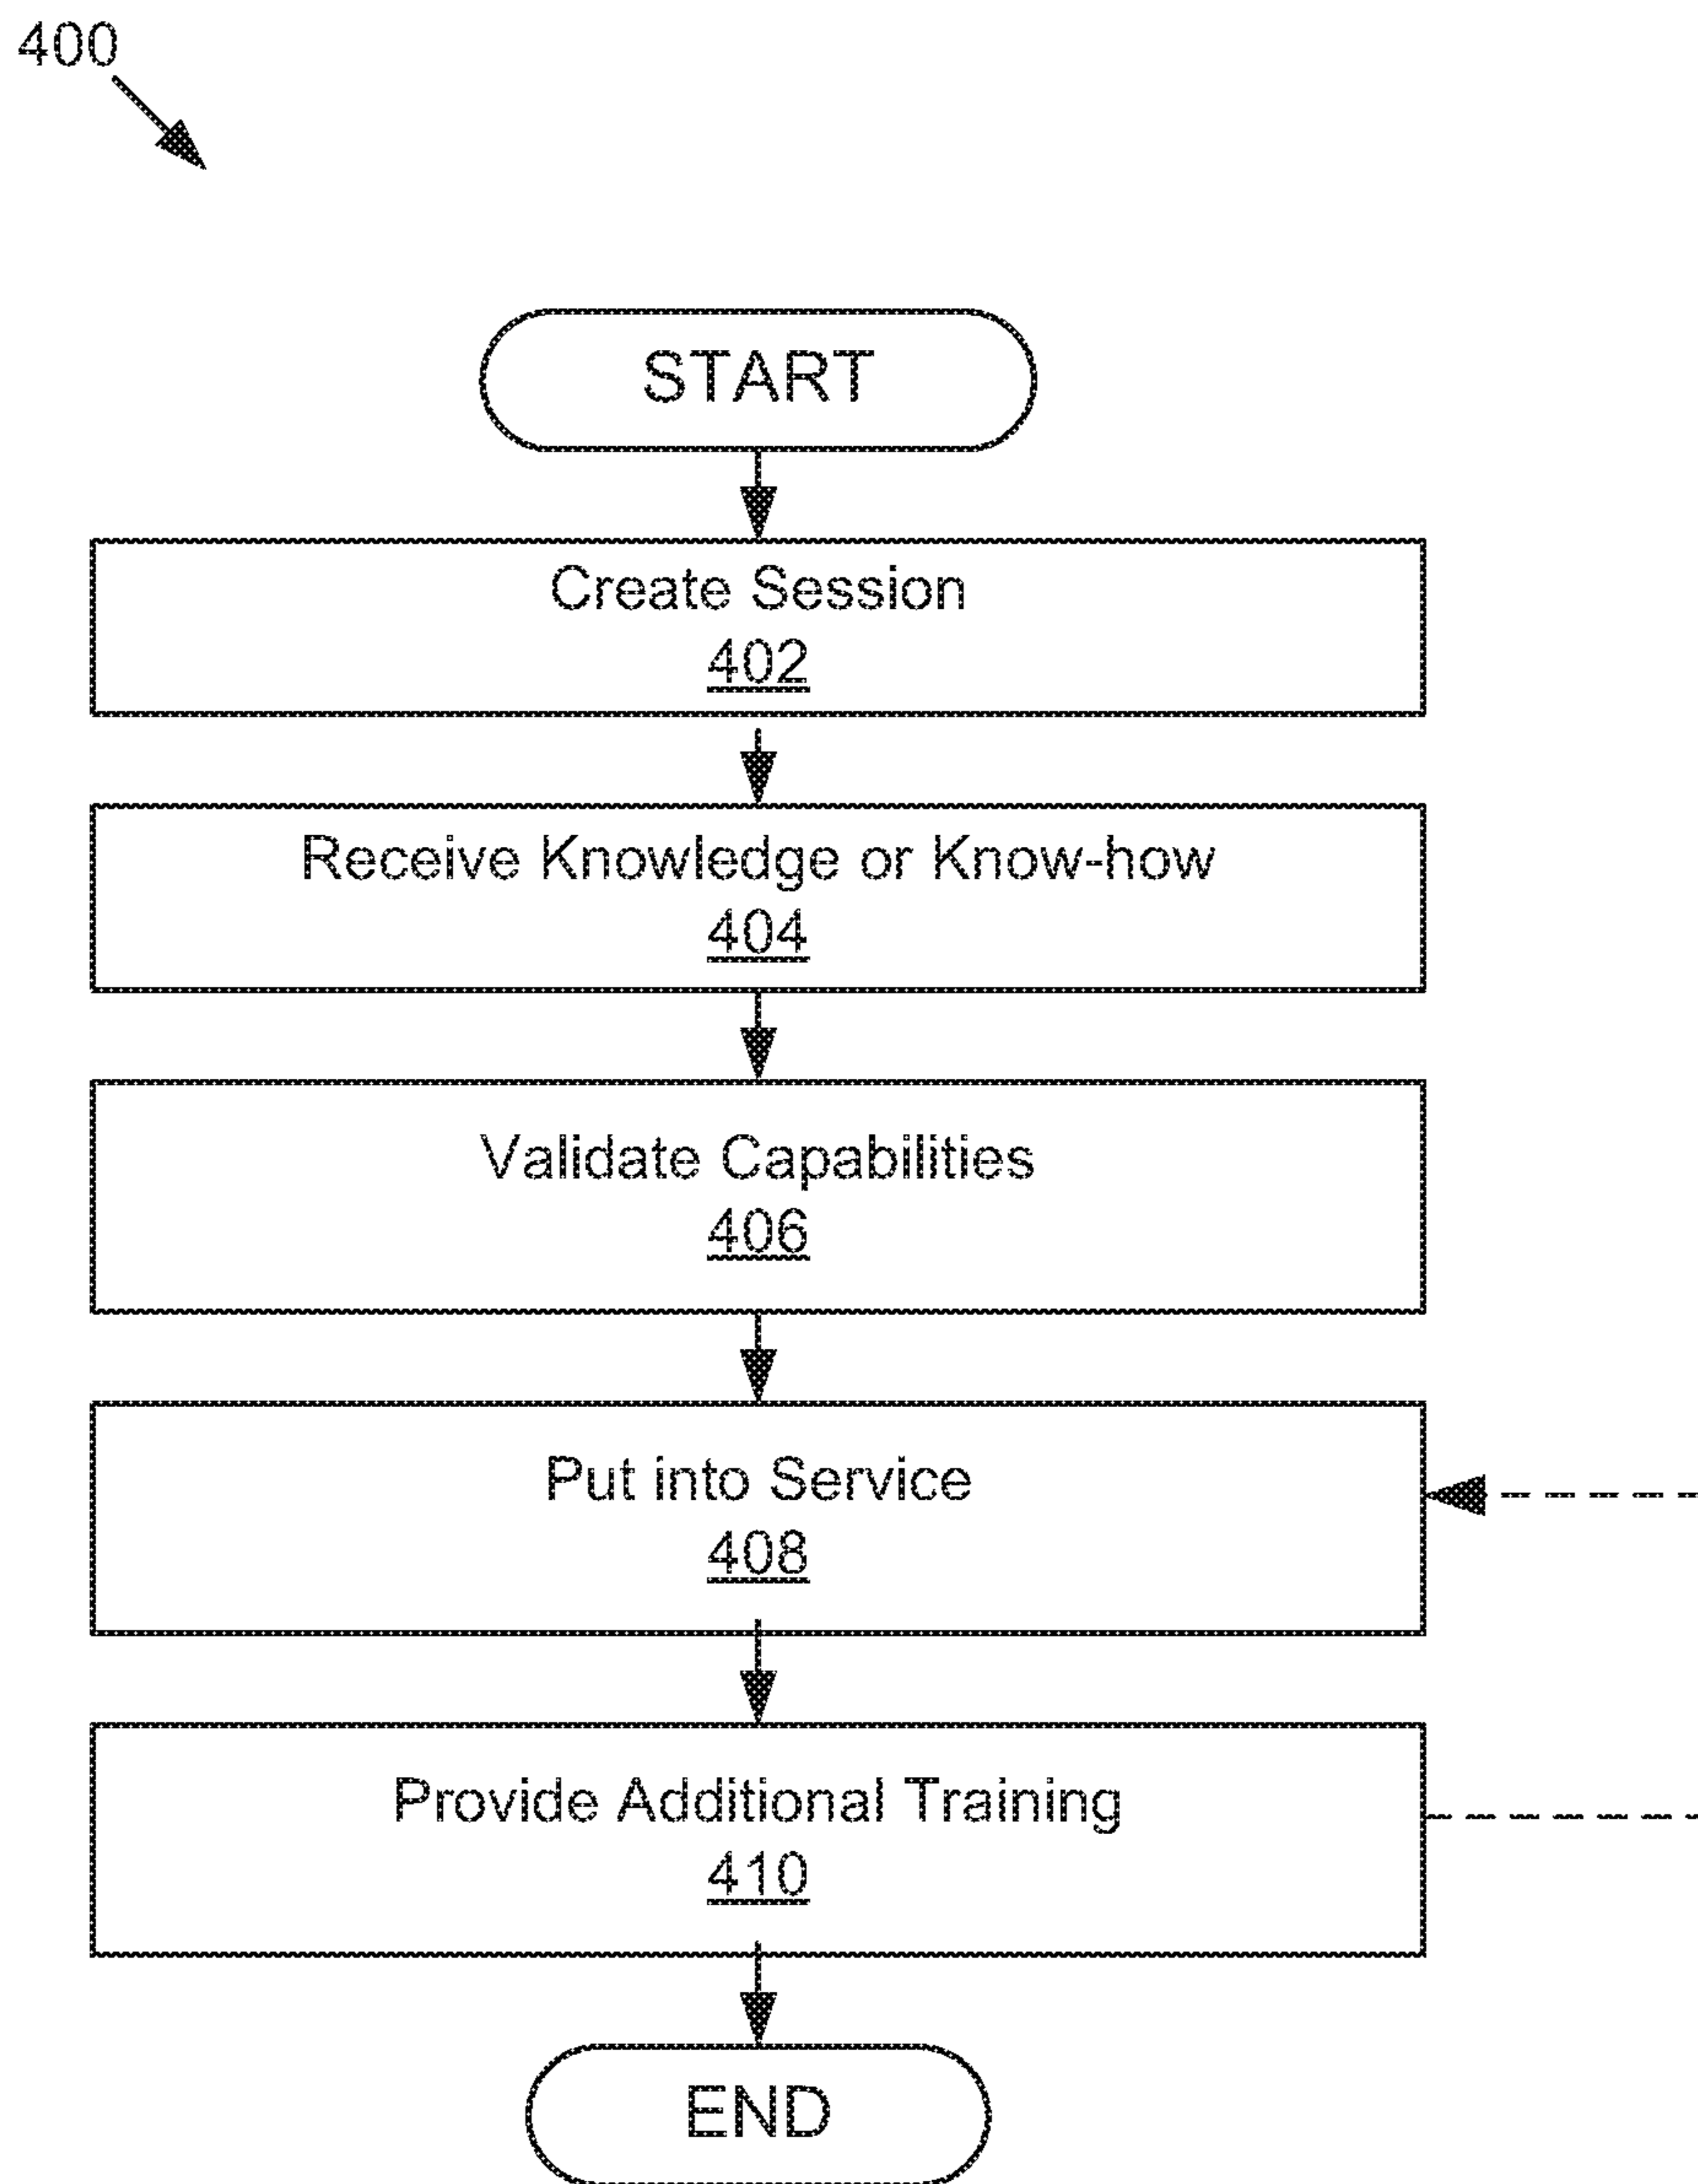 400
START
Create Session
402
Receive Knowledge or Know-how
404
Validate Capabilities
406
Put into Service
408
Provide Additional Training
410
END